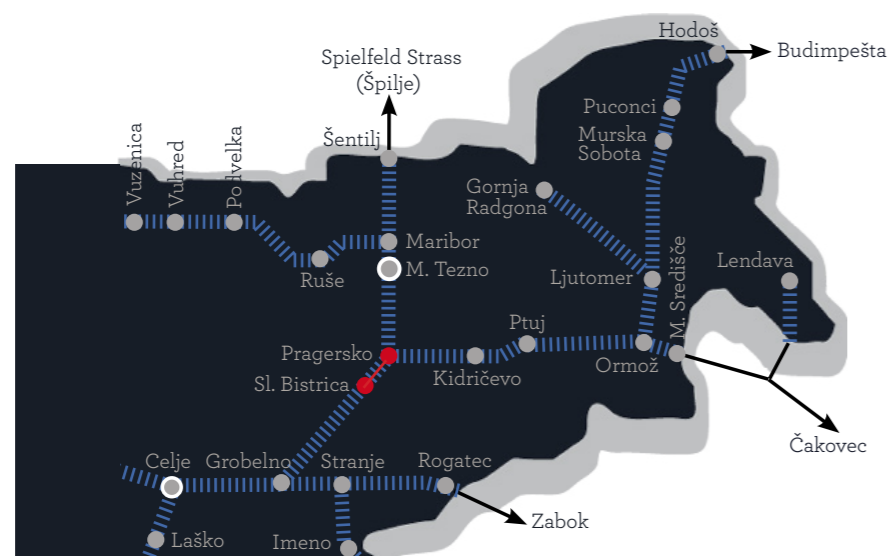 Hodoš
Budimpešta
Spielfeld Strass
(Špilje)
Puconci
Murska
Sobota
Šentilj
Vuzenica
Vuhred
Podvelka
Gornja
Radgona
Maribor
M. Tezno
Ruše
Ljutomer
M. Središče
Lendava
Ptuj
Pragersko
Kidričevo
Ormož
Sl. Bistrica
Čakovec
Celje
Grobelno
Stranje
Rogatec
Zabok
Laško
Imeno